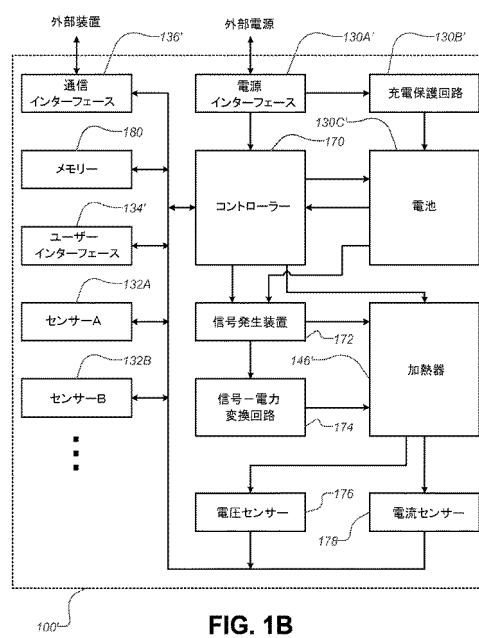 外部装置
外部電源
136'
130A'
130B'
通信
インターフェース
電源
インターフェース
充電保護回路
130C'
180
170
メモリー
コントローラー
電池
134'
ユーザー
インターフェース
132A
センサーA
信号発生装置
172
132B
146'
加熱器
センサーB
信号－電力
変換回路
174
電圧センサー
176
電流センサー
178
100'
FIG. 1B